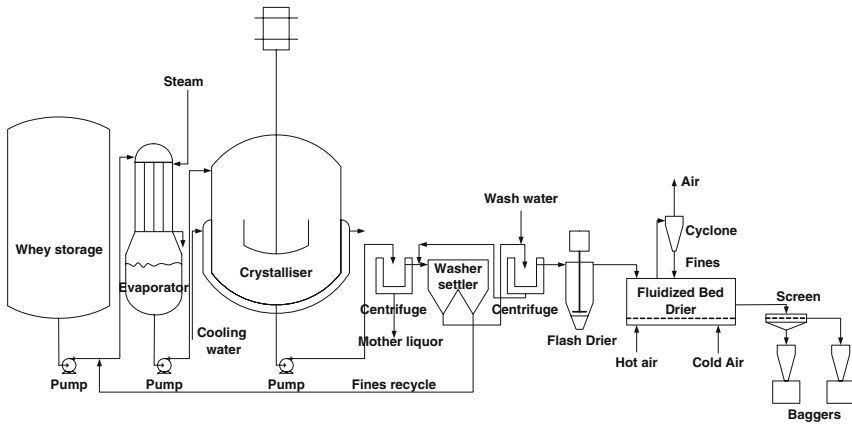 Steam
Whey storage
Evaporator
Crystalliser
Cooling
water
Pump
Pump
Pump
Centrifuge
Mother liquor
Fines recycle
Washer
settler
Wash water
Centrifuge
Flash Drier
Air
Cyclone
Fines
Fluidized Bed
Drier
Hot air
Cold Air
Screen
Baggers